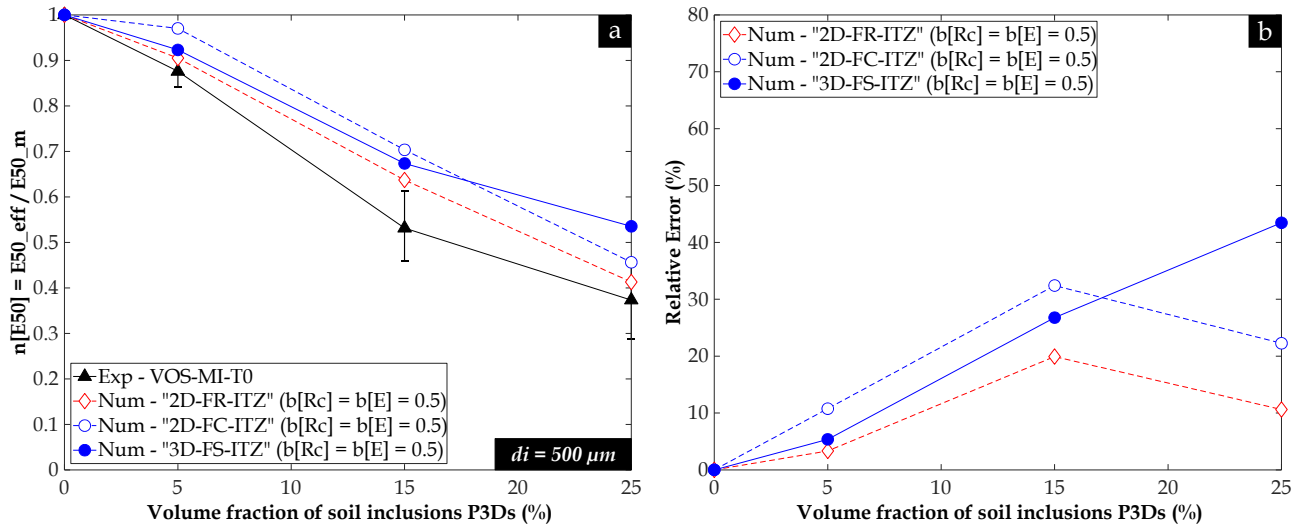 1
0.9
0.8
0.7
0.6
0.5
0.4
0.3
0.2
0.1
0
n[E50] = E50_eff / E50_m
a
Exp - VOS-MI-T0
Num - "2D-FR-ITZ" (b[Rc] = b[E] = 0.5)
Num - "2D-FC-ITZ" (b[Rc] = b[E] = 0.5)
Num - "3D-FS-ITZ" (b[Rc] = b[E] = 0.5)
di = 500 µm
0 5 10 15 20 25
Volume fraction of soil inclusions P3Ds (%)
80
70
60
50
40
30
20
10
0
Relative Error (%)
b
Num - "2D-FR-ITZ" (b[Rc] = b[E] = 0.5)
Num - "2D-FC-ITZ" (b[Rc] = b[E] = 0.5)
Num - "3D-FS-ITZ" (b[Rc] = b[E] = 0.5)
0 5 10 15 20 25
Volume fraction of soil inclusions P3Ds (%)